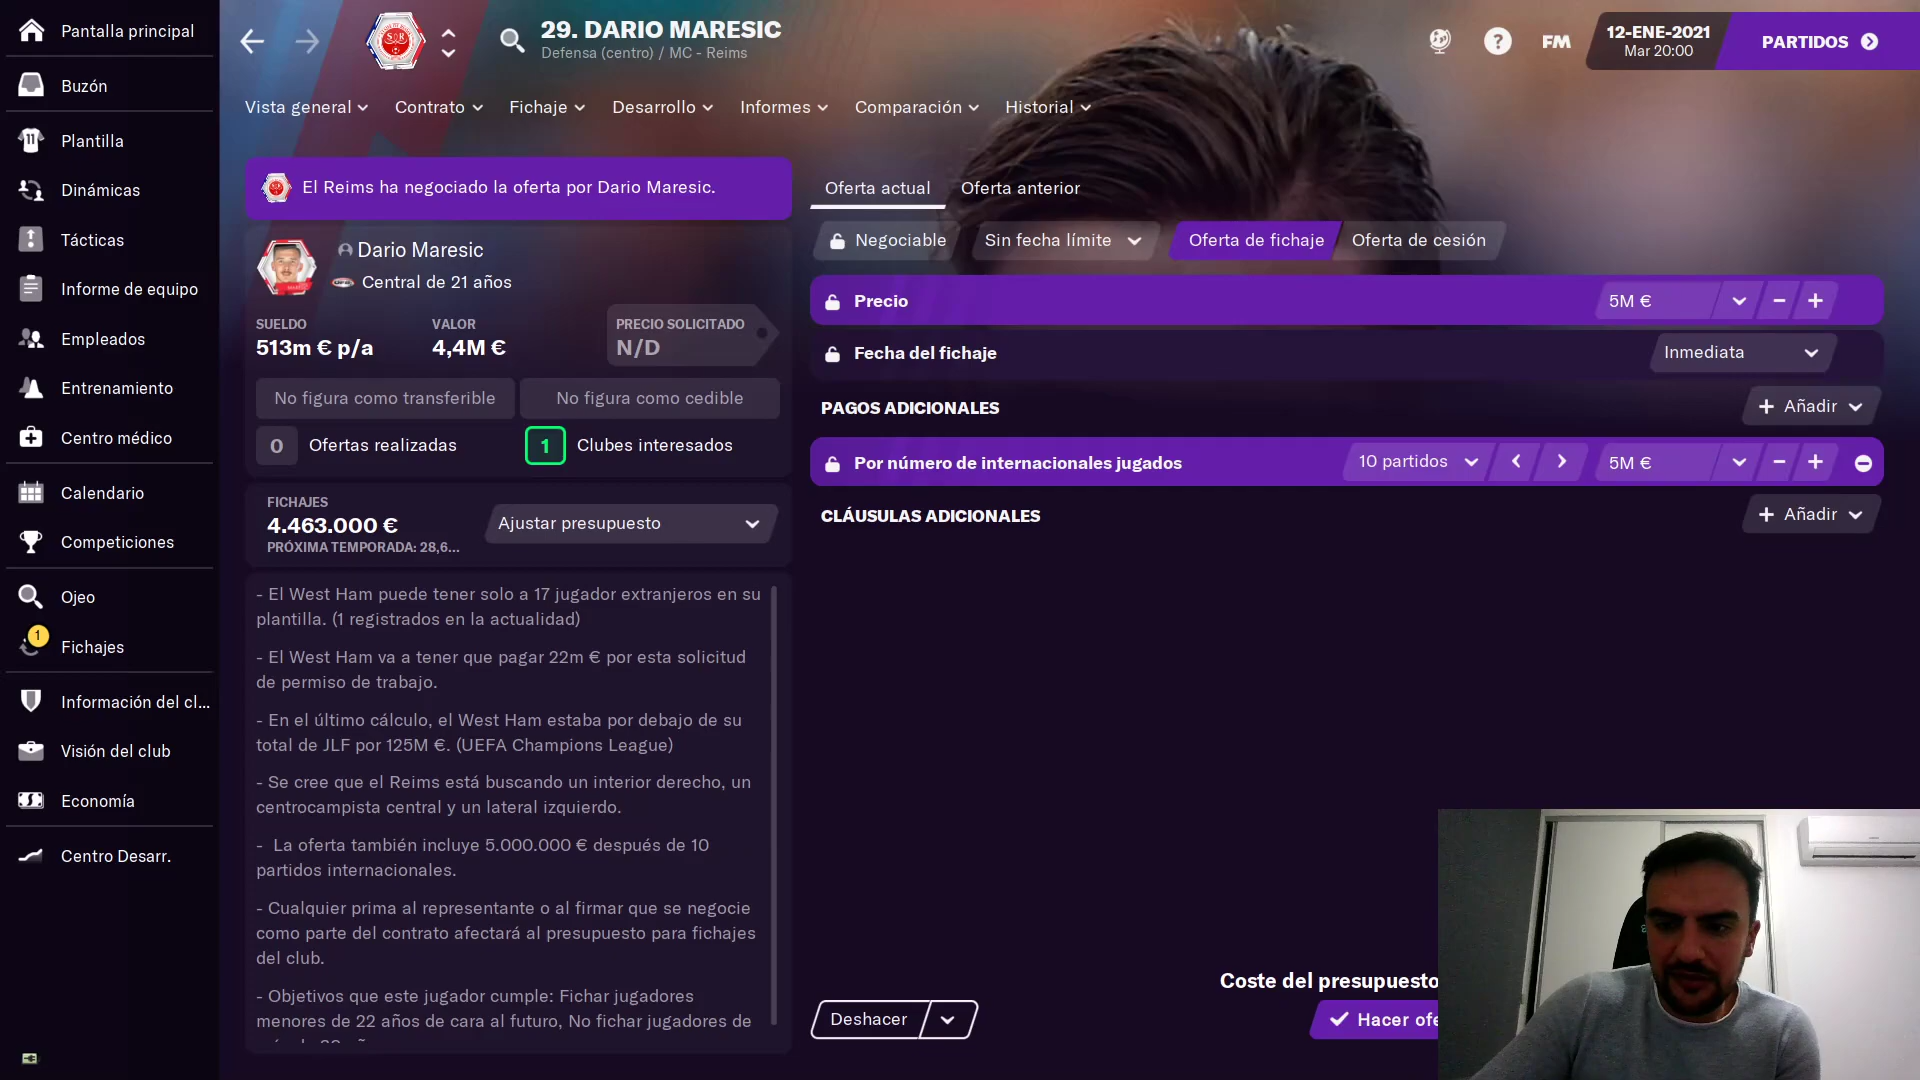 Pantalla principal
Buzón
Plantilla
Dinámicas
Tácticas
Informe de equipo
Empleados
Entrenamiento
Centro médico
Calendario
Competiciones
Ojeo
1
Fichajes
Información del cl...
Visión del club
Economía
Centro Desarr.
29. DARIO MARESIC
Defensa (centro) / MC - Reims
FM
12-ENE-2021
Mar 20:00
PARTIDOS
Vista general
Contrato
Fichaje
Desarrollo
Informes
Comparación
Historial
El Reims ha negociado la oferta por Dario Maresic.
Dario Maresic
Central de 21 años
SUELDO
513m € p/a
VALOR
4,4M €
PRECIO SOLICITADO
N/D
No figura como transferible
No figura como cedible
0 Ofertas realizadas
1 Clubes interesados
FICHAJES
4.463.000 €
PRÓXIMA TEMPORADA: 28,6...
Ajustar presupuesto
- El West Ham puede tener solo a 17 jugador extranjeros en su
plantilla. (1 registrados en la actualidad)
- El West Ham va a tener que pagar 22m € por esta solicitud
de permiso de trabajo.
- En el último cálculo, el West Ham estaba por debajo de su
total de JLF por 125M €. (UEFA Champions League)
- Se cree que el Reims está buscando un interior derecho, un
centrocampista central y un lateral izquierdo.
- La oferta también incluye 5.000.000 € después de 10
partidos internacionales.
- Cualquier prima al representante o al firmar que se negocie
como parte del contrato afectará al presupuesto para fichajes
del club.
- Objetivos que este jugador cumple: Fichar jugadores
menores de 22 años de cara al futuro, No fichar jugadores de
Oferta actual
Oferta anterior
Negociable
Sin fecha límite
Oferta de fichaje
Oferta de cesión
Precio
5M €
Fecha del fichaje
Inmediata
PAGOS ADICIONALES
+ Añadir
Por número de internacionales jugados
10 partidos
5M €
CLÁUSULAS ADICIONALES
+ Añadir
Coste del presupuesto
Deshacer
Hacer ofe